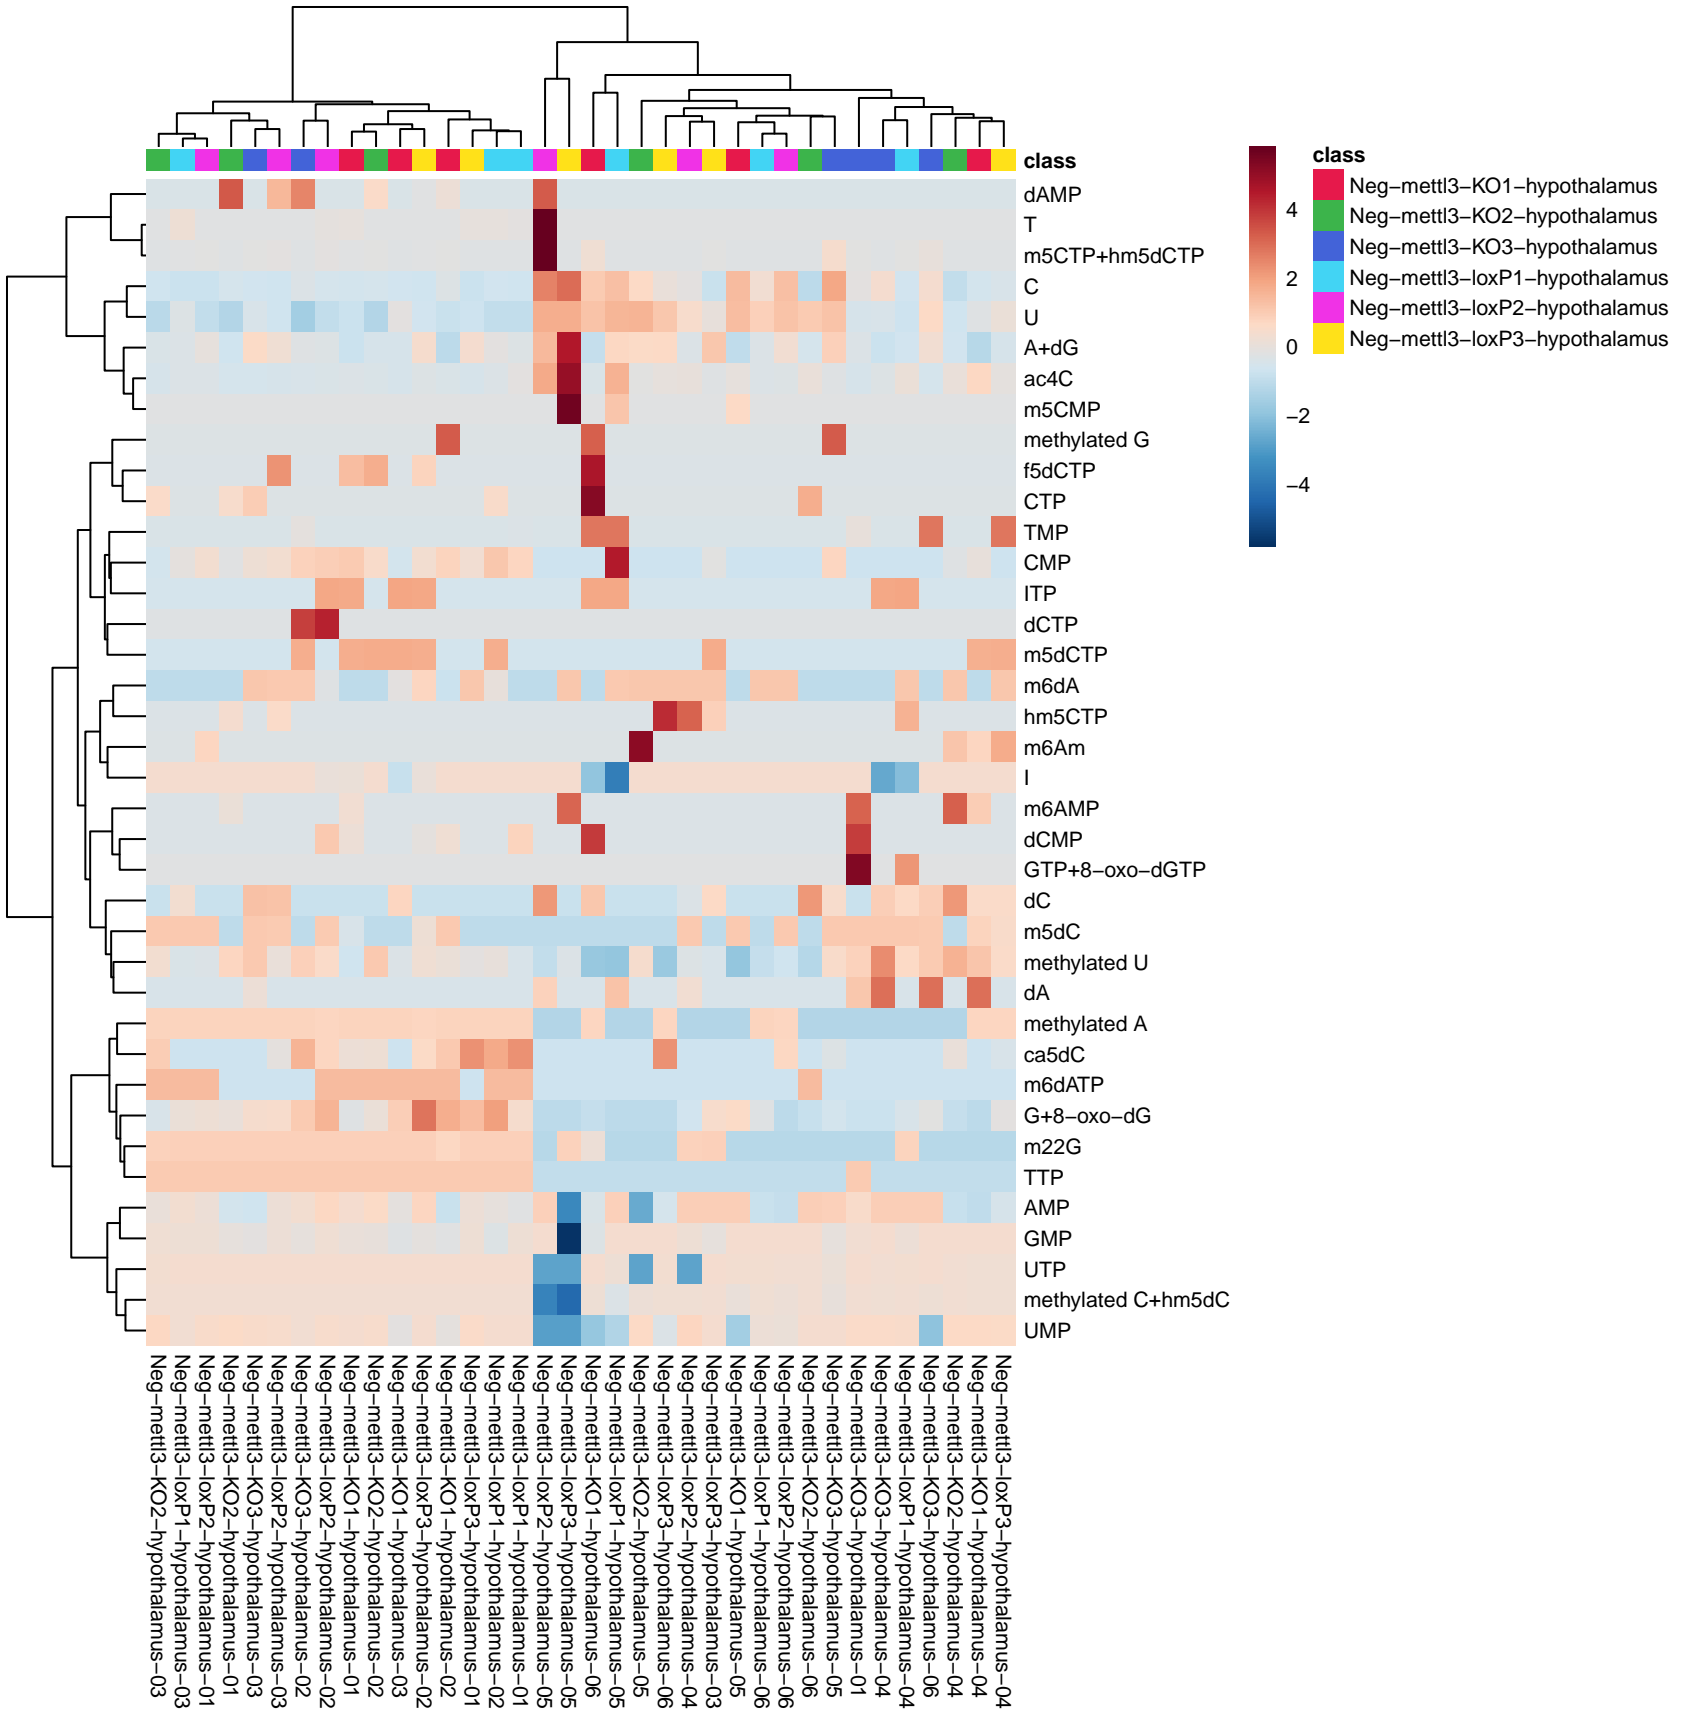 class
dAMP
T
m5CTP+hm5dCTP
C
U
A+dG
ac4C
m5CMP
methylated G
f5dCTP
CTP
TMP
CMP
ITP
dCTP
m5dCTP
m6dA
hm5CTP
m6Am
I
m6AMP
dCMP
GTP+8−oxo−dGTP
dC
m5dC
methylated U
dA
methylated A
ca5dC
m6dATP
G+8−oxo−dG
m22G
TTP
AMP
GMP
UTP
methylated C+hm5dC
UMP
4
2
0
−2
−4
class
Neg−mettl3−KO1−hypothalamus
Neg−mettl3−KO2−hypothalamus
Neg−mettl3−KO3−hypothalamus
Neg−mettl3−loxP1−hypothalamus
Neg−mettl3−loxP2−hypothalamus
Neg−mettl3−loxP3−hypothalamus
Neg−mettl3−KO2−hypothalamus−03
Neg−mettl3−loxP1−hypothalamus−03
Neg−mettl3−loxP2−hypothalamus−01
Neg−mettl3−KO2−hypothalamus−01
Neg−mettl3−KO3−hypothalamus−03
Neg−mettl3−loxP2−hypothalamus−03
Neg−mettl3−KO3−hypothalamus−02
Neg−mettl3−loxP2−hypothalamus−02
Neg−mettl3−KO1−hypothalamus−01
Neg−mettl3−KO2−hypothalamus−02
Neg−mettl3−KO1−hypothalamus−03
Neg−mettl3−loxP3−hypothalamus−02
Neg−mettl3−KO1−hypothalamus−02
Neg−mettl3−loxP3−hypothalamus−01
Neg−mettl3−loxP1−hypothalamus−02
Neg−mettl3−loxP1−hypothalamus−01
Neg−mettl3−loxP2−hypothalamus−05
Neg−mettl3−loxP3−hypothalamus−05
Neg−mettl3−KO1−hypothalamus−06
Neg−mettl3−loxP1−hypothalamus−05
Neg−mettl3−KO2−hypothalamus−05
Neg−mettl3−loxP3−hypothalamus−06
Neg−mettl3−loxP2−hypothalamus−04
Neg−mettl3−loxP3−hypothalamus−03
Neg−mettl3−KO1−hypothalamus−05
Neg−mettl3−loxP1−hypothalamus−06
Neg−mettl3−loxP2−hypothalamus−06
Neg−mettl3−KO2−hypothalamus−06
Neg−mettl3−KO3−hypothalamus−05
Neg−mettl3−KO3−hypothalamus−01
Neg−mettl3−KO3−hypothalamus−04
Neg−mettl3−loxP1−hypothalamus−04
Neg−mettl3−KO3−hypothalamus−06
Neg−mettl3−KO2−hypothalamus−04
Neg−mettl3−KO1−hypothalamus−04
Neg−mettl3−loxP3−hypothalamus−04